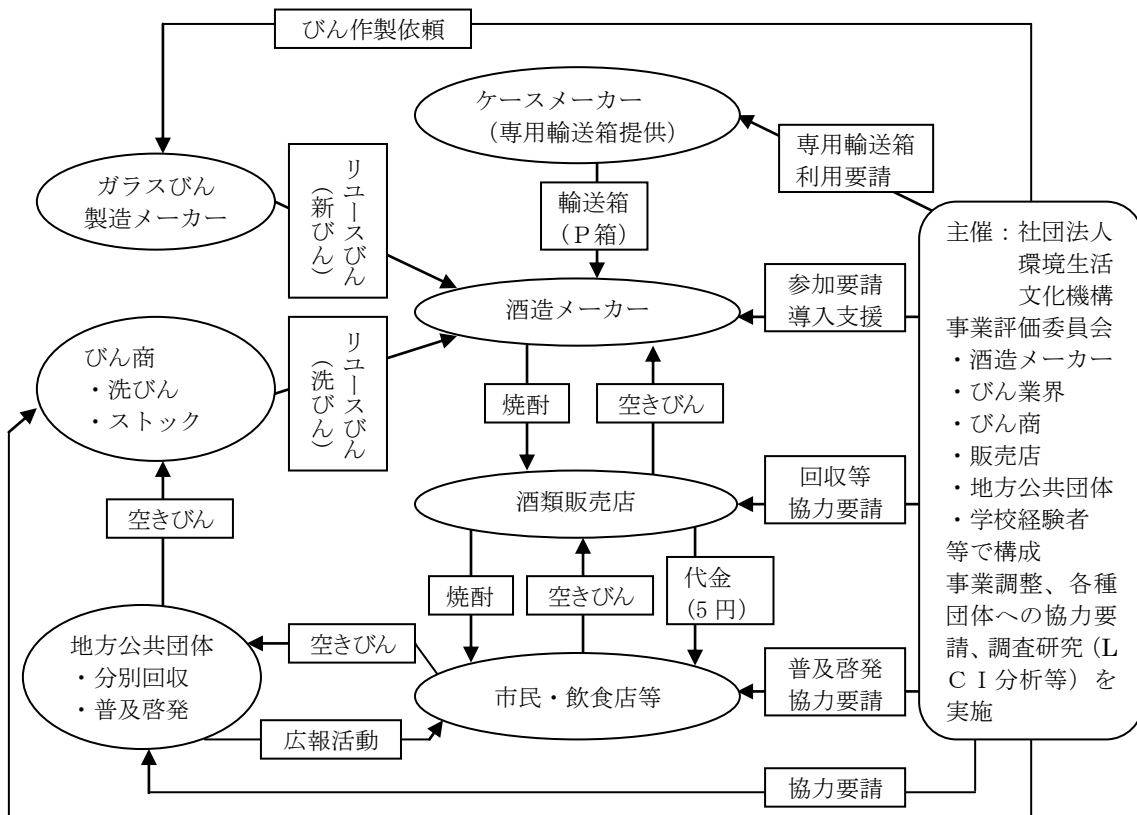 びん作製依頼
ケースメーカー
（専用輸送箱提供）
専用輸送箱
利用要請
ガラスびん
製造メーカー
リユースびん
（新びん）
輸送箱
（Ｐ箱）
酒造メーカー
参加要請
導入支援
びん商
・洗びん
・ストック
リユースびん
（洗びん）
焼酎
空きびん
酒類販売店
回収等
協力要請
空きびん
焼酎
空きびん
代金
（5 円）
地方公共団体
・分別回収
・普及啓発
空きびん
市民・飲食店等
普及啓発
協力要請
広報活動
協力要請
主催：社団法人
環境生活
文化機構
事業評価委員会
・酒造メーカー
・びん業界
・びん商
・販売店
・地方公共団体
・学校経験者
等で構成
事業調整、各種
団体への協力要
請、調査研究（L
ＣＩ分析等）を
実施